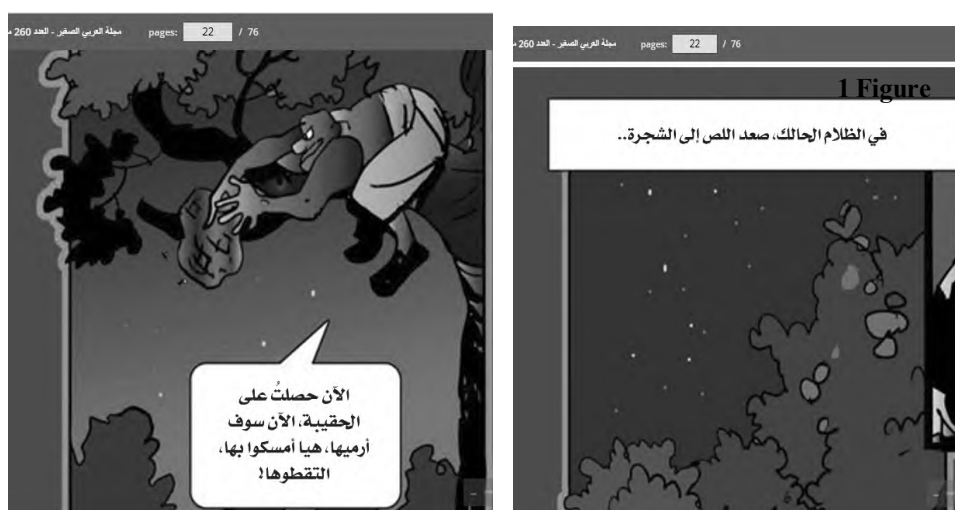 مجلة العربي الصغير - العدد 260
pages: 22 / 76
1 Figure
في الظلام الحالك، صعد اللص إلى الشجرة..
مجلة العربي الصغير - العدد 260
pages: 22 / 76
الآن حصلتُ على
الحقيبة، الآن سوف
أرميها، هيا أمسكوا بها،
التقطوها!